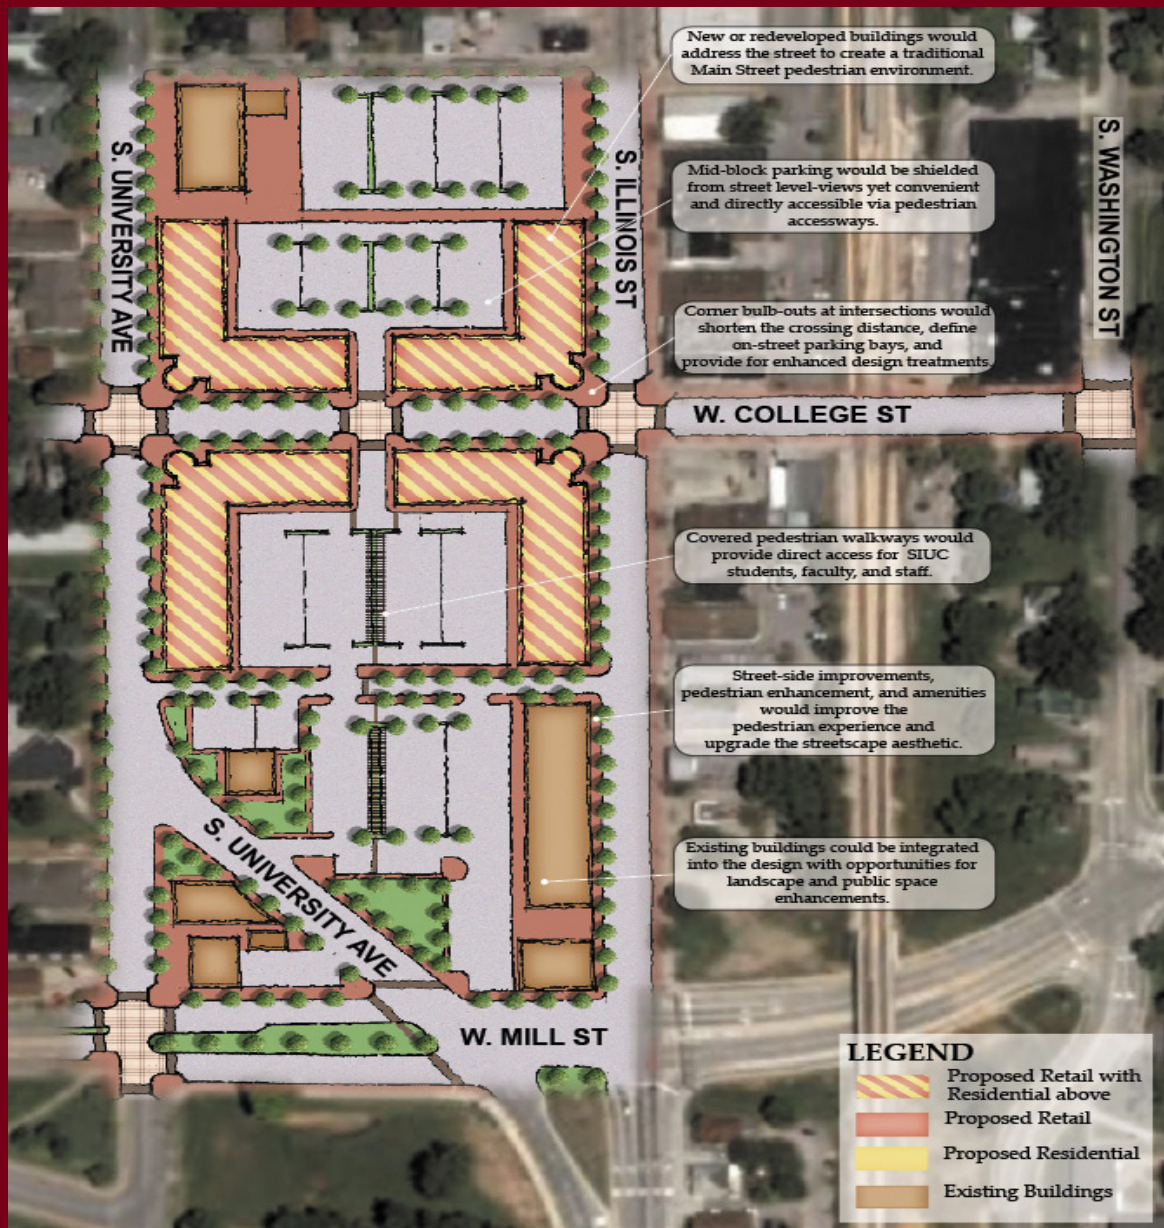 New or redeveloped buildings would
address the street to create a traditional
Main Street pedestrian environment.
S. UNIVERSITY AVE
S. ILLINOIS ST
S. WASHINGTON ST
Mid-block parking would be shielded
from street level-views yet convenient
and directly accessible via pedestrian
accessways.
Corner bulb-outs at intersections would
shorten the crossing distance, define
on-street parking bays, and
provide for enhanced design treatments.
W. COLLEGE ST
Covered pedestrian walkways would
provide direct access for SIUC
students, faculty, and staff.
Street-side improvements,
pedestrian enhancement, and amenities
would improve the
pedestrian experience and
upgrade the streetscape aesthetic.
S. UNIVERSITY AVE
Existing buildings could be integrated
into the design with opportunities for
landscape and public space
enhancements.
W. MILL ST
LEGEND
Proposed Retail with
Residential above
Proposed Retail
Proposed Residential
Existing Buildings